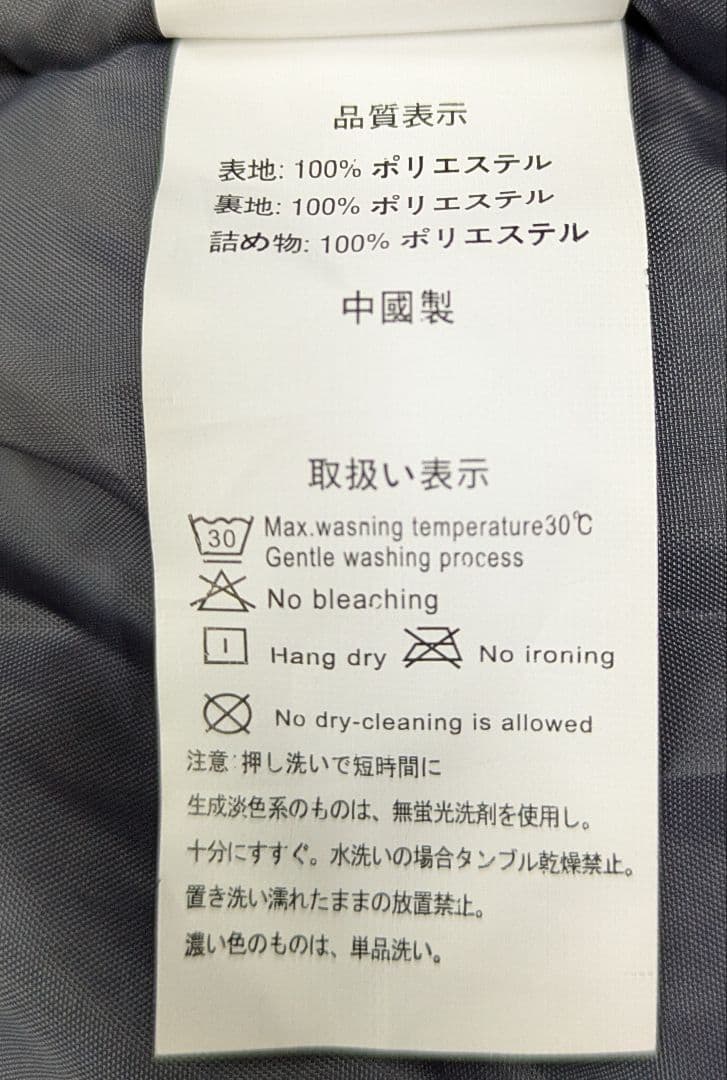 品質表示
表地: 100% ポリエステル
裏地: 100% ポリエステル
詰め物: 100% ポリエステル
中國製
取扱い表示
30 Max.wasning temperature30℃
Gentle washing process
No bleaching
Hang dry No ironing
No dry-cleaning is allowed
注意:押し洗いで短時間に
生成淡色系のものは、無蛍光洗剤を使用し。
十分にすすぐ。水洗いの場合タンブル乾燥禁止。
置き洗い濡れたままの放置禁止。
濃い色のものは、単品洗い。